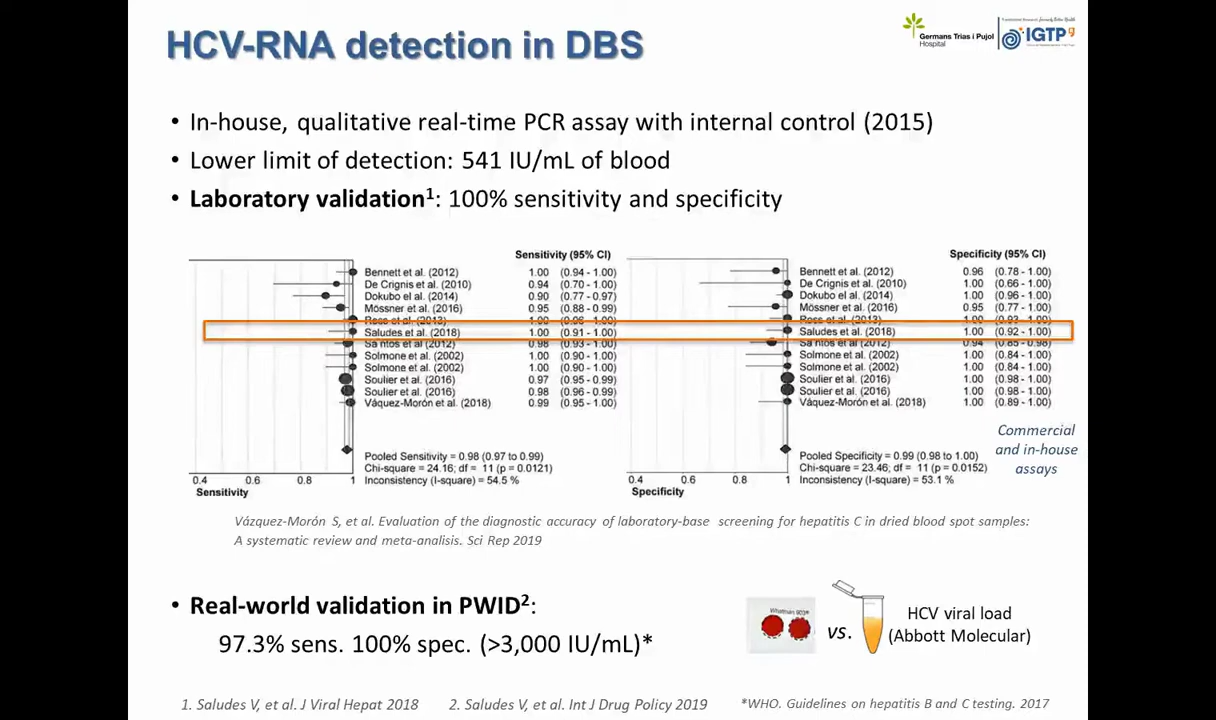 HCV-RNA detection in DBS
Germans Trias i Pujol
Hospital
IGTP
• In-house, qualitative real-time PCR assay with internal control (2015)
• Lower limit of detection: 541 IU/mL of blood
• Laboratory validation1: 100% sensitivity and specificity
Sensitivity (95% CI)
Bennett et al. (2012) 1.00 (0.94 - 1.00)
De Crignis et al. (2010) 0.94 (0.70 - 1.00)
Dokubo et al. (2014) 0.90 (0.77 - 0.97)
Mössner et al. (2016) 0.95 (0.88 - 0.99)
Ross et al. (2013) 1.00 (0.96 - 1.00)
Saludes et al. (2018) 1.00 (0.91 - 1.00)
Santos et al (2012) 0.98 (0.93 - 1.00)
Solmone et al. (2002) 1.00 (0.90 - 1.00)
Solmone et al. (2002) 1.00 (0.90 - 1.00)
Soulier et al. (2016) 0.97 (0.95 - 0.99)
Soulier et al. (2016) 0.98 (0.96 - 0.99)
Váquez-Morón et al. (2018) 0.99 (0.95 - 1.00)
Pooled Sensitivity = 0.98 (0.97 to 0.99)
Chi-square = 24.16; df = 11 (p = 0.0121)
Inconsistency (I-square) = 54.5 %
0.4 0.6 0.8 1
Sensitivity
Specificity (95% CI)
Bennett et al. (2012) 0.96 (0.78 - 1.00)
De Crignis et al. (2010) 1.00 (0.66 - 1.00)
Dokubo et al. (2014) 1.00 (0.96 - 1.00)
Mössner et al. (2016) 0.95 (0.77 - 1.00)
Ross et al. (2013) 1.00 (0.93 - 1.00)
Saludes et al. (2018) 1.00 (0.92 - 1.00)
Santos et al (2012) 0.94 (0.85 - 0.98)
Solmone et al. (2002) 1.00 (0.84 - 1.00)
Solmone et al. (2002) 1.00 (0.84 - 1.00)
Soulier et al. (2016) 1.00 (0.98 - 1.00)
Soulier et al. (2016) 1.00 (0.98 - 1.00)
Váquez-Morón et al. (2018) 1.00 (0.89 - 1.00)
Pooled Specificity = 0.99 (0.98 to 1.00)
Chi-square = 23.46; df = 11 (p = 0.0152)
Inconsistency (I-square) = 53.1 %
0.4 0.6 0.8 1
Specificity
Commercial
and in-house
assays
Vázquez-Morón S, et al. Evaluation of the diagnostic accuracy of laboratory-base screening for hepatitis C in dried blood spot samples:
A systematic review and meta-analisis. Sci Rep 2019
• Real-world validation in PWID2:
97.3% sens. 100% spec. (>3,000 IU/mL)*
Whatman 903®
vs.
HCV viral load
(Abbott Molecular)
1. Saludes V, et al. J Viral Hepat 2018
2. Saludes V, et al. Int J Drug Policy 2019
*WHO. Guidelines on hepatitis B and C testing. 2017